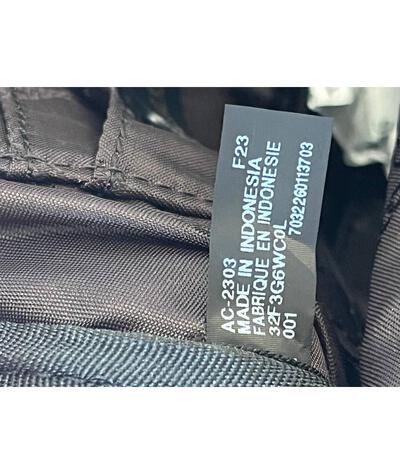 AC-2303 F23
MADE IN INDONESIA
FABRIQUE EN INDONESIE
32F3G6WC0L
001 7032260113703